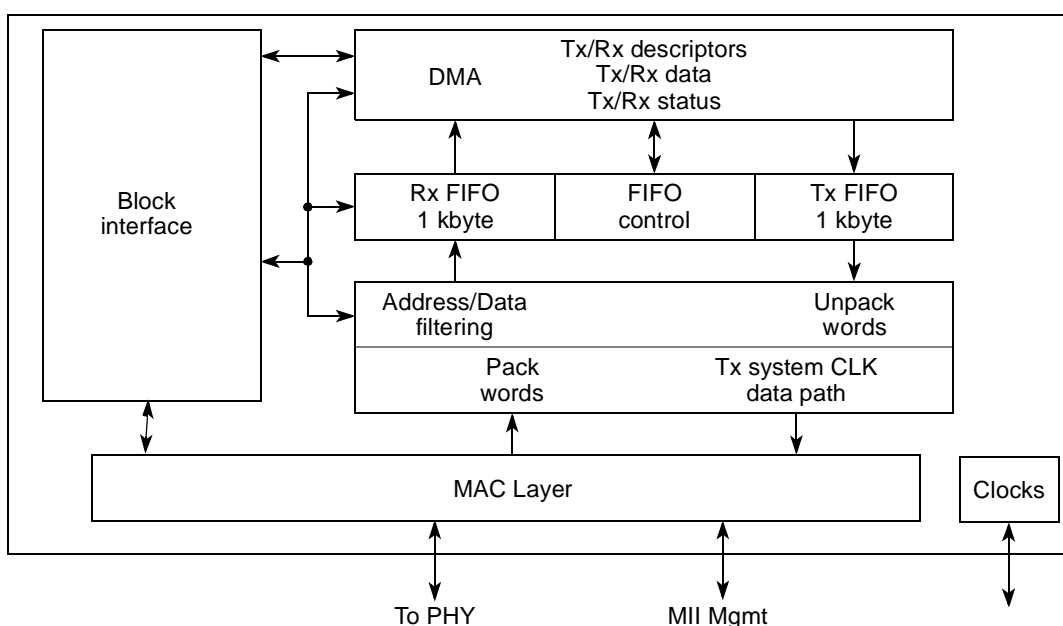 Tx/Rx descriptors
DMA
Tx/Rx data
Tx/Rx status
Block
interface
Rx FIFO
1 kbyte
FIFO
control
Tx FIFO
1 kbyte
Address/Data
filtering
Unpack
words
Pack
words
Tx system CLK
data path
MAC Layer
Clocks
To PHY
MII Mgmt